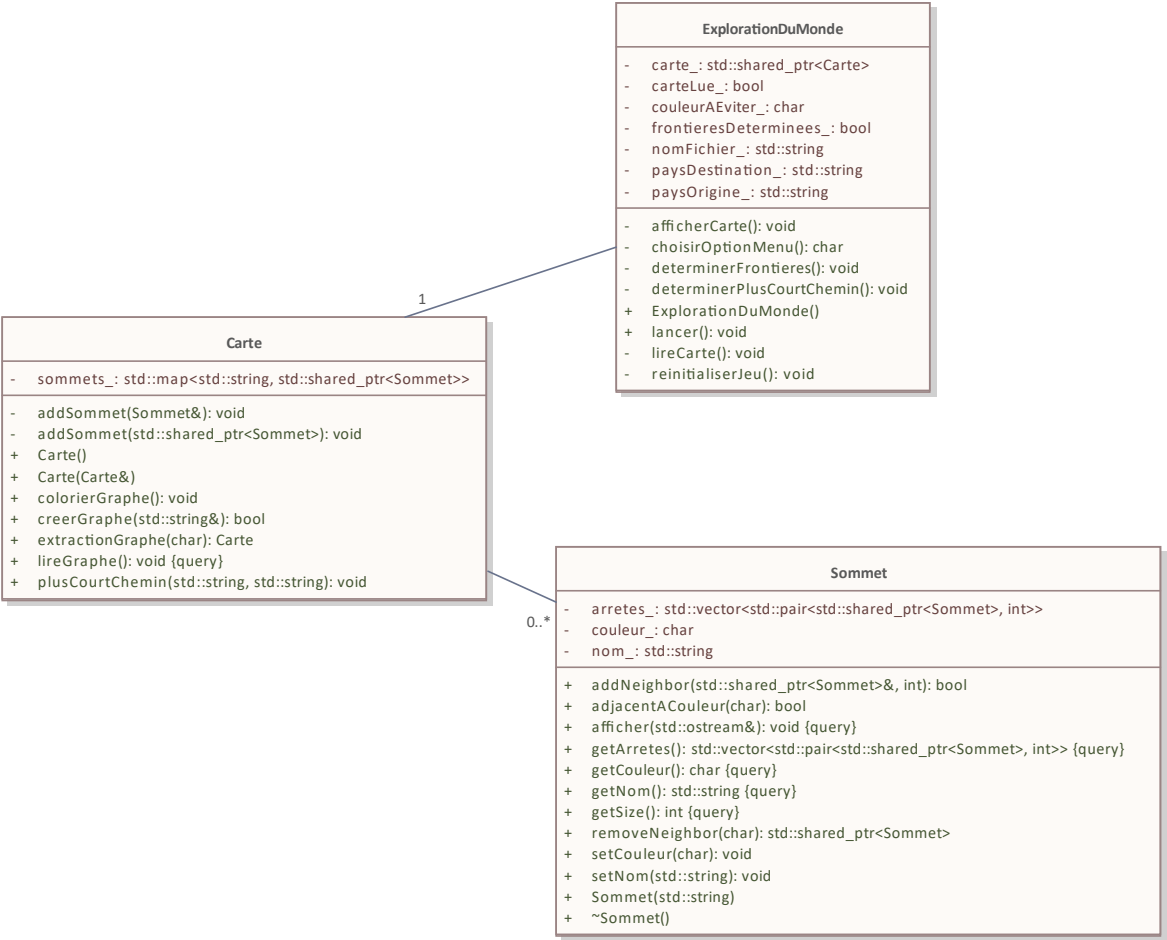 ExplorationDuMonde
- carte_: std::shared_ptr<Carte>
- carteLue_: bool
- couleurAEviter_: char
- frontieresDeterminees_: bool
- nomFichier_: std::string
- paysDestination_: std::string
- paysOrigine_: std::string
- afficherCarte(): void
- choisirOptionMenu(): char
- determinerFrontieres(): void
- determinerPlusCourtChemin(): void
+ ExplorationDuMonde()
+ lancer(): void
- lireCarte(): void
- reinitialiserJeu(): void
1
Carte
- sommets_: std::map<std::string, std::shared_ptr<Sommet>>
- addSommet(Sommet&): void
- addSommet(std::shared_ptr<Sommet>): void
+ Carte()
+ Carte(Carte&)
+ colorierGraphe(): void
+ creerGraphe(std::string&): bool
+ extractionGraphe(char): Carte
+ lireGraphe(): void {query}
+ plusCourtChemin(std::string, std::string): void
0..*
Sommet
- arretes_: std::vector<std::pair<std::shared_ptr<Sommet>, int>>
- couleur_: char
- nom_: std::string
+ addNeighbor(std::shared_ptr<Sommet>&, int): bool
+ adjacentACouleur(char): bool
+ afficher(std::ostream&): void {query}
+ getArretes(): std::vector<std::pair<std::shared_ptr<Sommet>, int>> {query}
+ getCouleur(): char {query}
+ getNom(): std::string {query}
+ getSize(): int {query}
+ removeNeighbor(char): std::shared_ptr<Sommet>
+ setCouleur(char): void
+ setNom(std::string): void
+ Sommet(std::string)
+ ~Sommet()